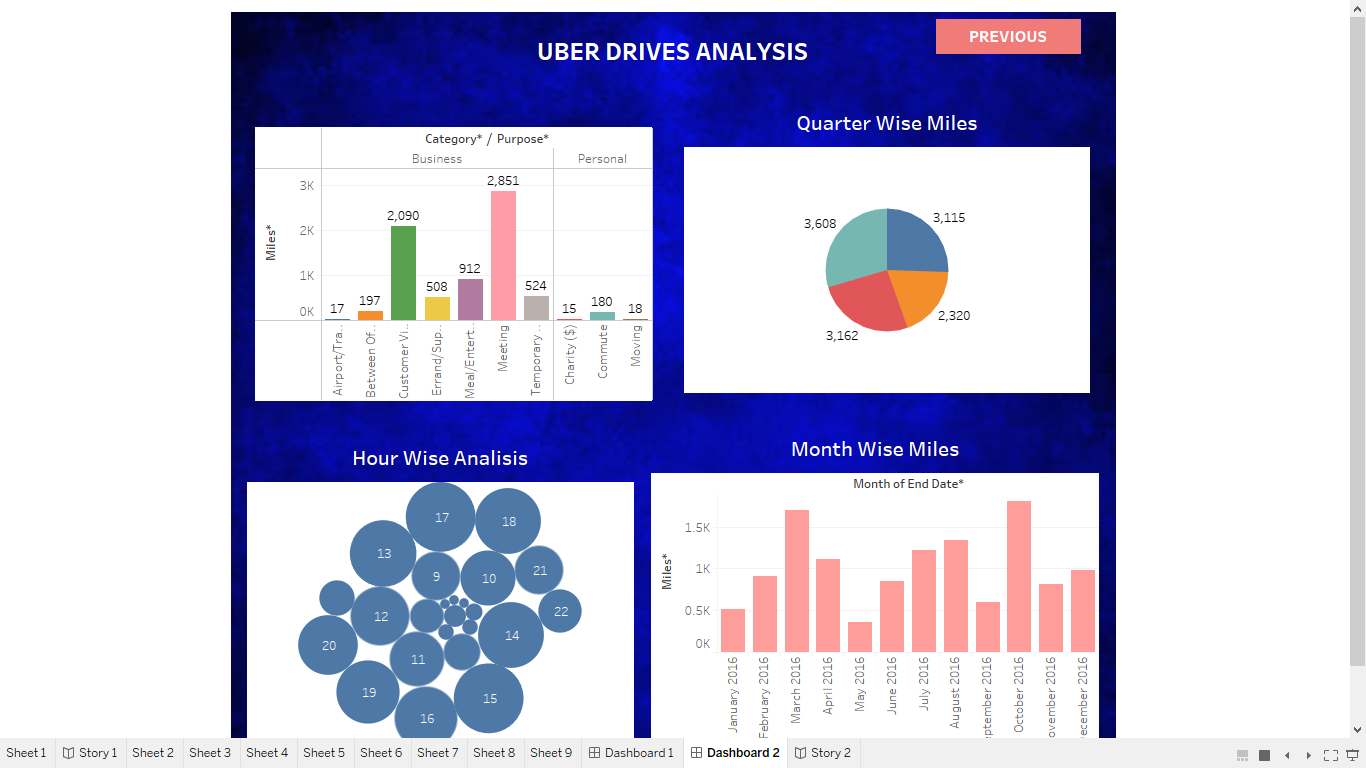 UBER DRIVES ANALYSIS
PREVIOUS
Category* / Purpose*
Business
Personal
Miles*
3K
2K
1K
0K
17
197
2,090
508
912
2,851
524
15
180
18
Airport/Tra..
Between Of..
Customer Vi..
Errand/Sup..
Meal/Entert..
Meeting
Temporary ..
Charity ($)
Commute
Moving
Quarter Wise Miles
3,608
3,115
3,162
2,320
Hour Wise Analisis
17
18
13
9
10
21
12
22
14
20
11
19
15
16
Month Wise Miles
Month of End Date*
Miles*
1.5K
1K
0.5K
0K
January 2016
February 2016
March 2016
April 2016
May 2016
June 2016
July 2016
August 2016
eptember 2016
October 2016
ovember 2016
ecember 2016
Sheet 1
Story 1
Sheet 2
Sheet 3
Sheet 4
Sheet 5
Sheet 6
Sheet 7
Sheet 8
Sheet 9
Dashboard 1
Dashboard 2
Story 2